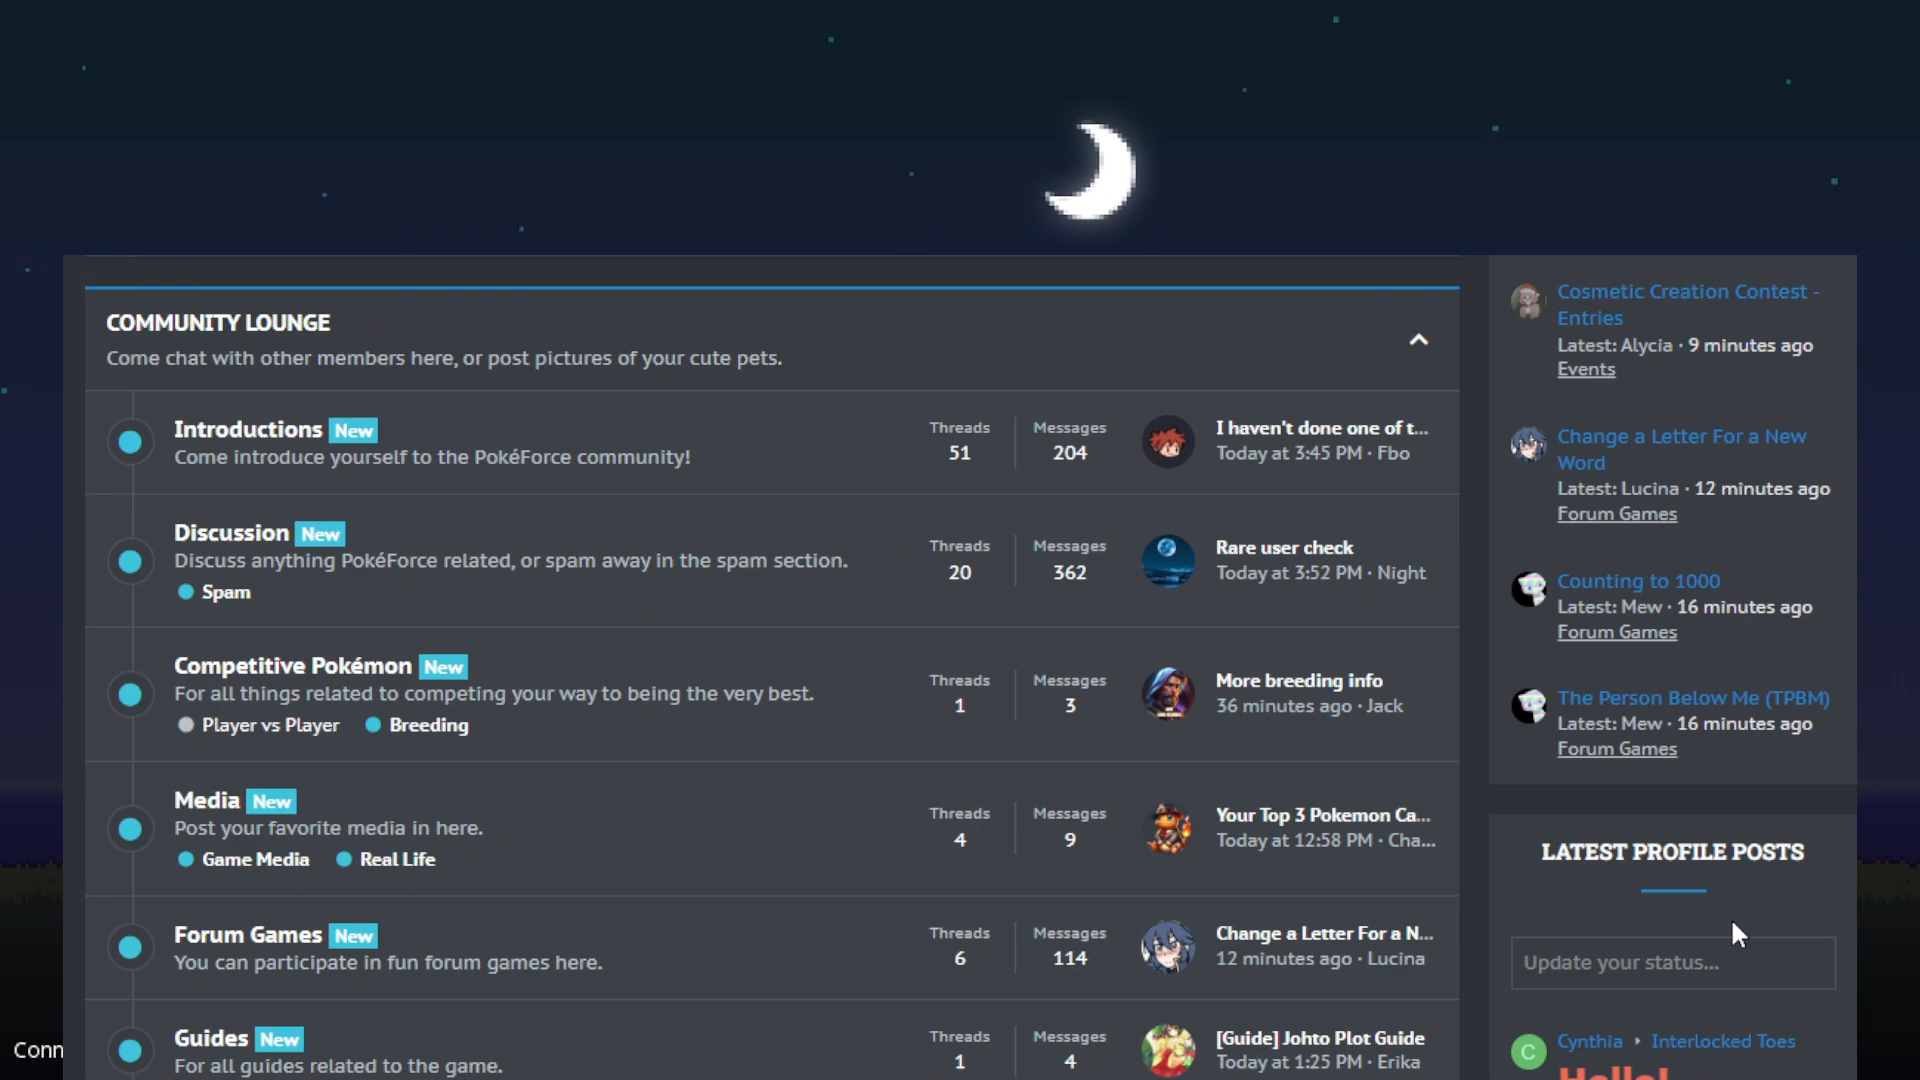 COMMUNITY LOUNGE
Come chat with other members here, or post pictures of your cute pets.
Introductions New
Come introduce yourself to the PokéForce community!
Threads
51
Messages
204
I haven't done one of t...
Today at 3:45 PM · Fbo
Discussion New
Discuss anything PokéForce related, or spam away in the spam section.
Spam
Threads
20
Messages
362
Rare user check
Today at 3:52 PM · Night
Competitive Pokémon New
For all things related to competing your way to being the very best.
Player vs Player Breeding
Threads
1
Messages
3
More breeding info
36 minutes ago · Jack
Media New
Post your favorite media in here.
Game Media Real Life
Threads
4
Messages
9
Your Top 3 Pokemon Ca...
Today at 12:58 PM · Cha...
Forum Games New
You can participate in fun forum games here.
Threads
6
Messages
114
Change a Letter For a N...
12 minutes ago · Lucina
Guides New
For all guides related to the game.
Threads
1
Messages
4
[Guide] Johto Plot Guide
Today at 1:25 PM · Erika
Cosmetic Creation Contest -
Entries
Latest: Alycia · 9 minutes ago
Events
Change a Letter For a New
Word
Latest: Lucina · 12 minutes ago
Forum Games
Counting to 1000
Latest: Mew · 16 minutes ago
Forum Games
The Person Below Me (TPBM)
Latest: Mew · 16 minutes ago
Forum Games
LATEST PROFILE POSTS
Update your status...
C
Cynthia Interlocked Toes
Hello!
Conn